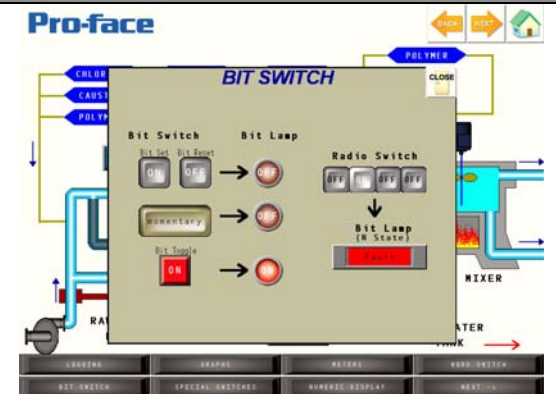 Pro-face
BACK NEXT
POLYMER
CHLOR
BIT SWITCH
CLOSE
CAUST
POLYM
Bit Switch Bit Lamp
Bit Set Bit Reset
ON OFF OFF
Radio Switch
OFF ON OFF OFF
momentary OFF
Bit Lamp
(N State)
Bit Toggle
Fault
ON ON
MIXER
RA
ATER
TANK
LOGGING GRAPHS METERS WORD SWITCH
BIT SWITCH SPECIAL SWITCHES NUMERIC DISPLAY NEXT -->